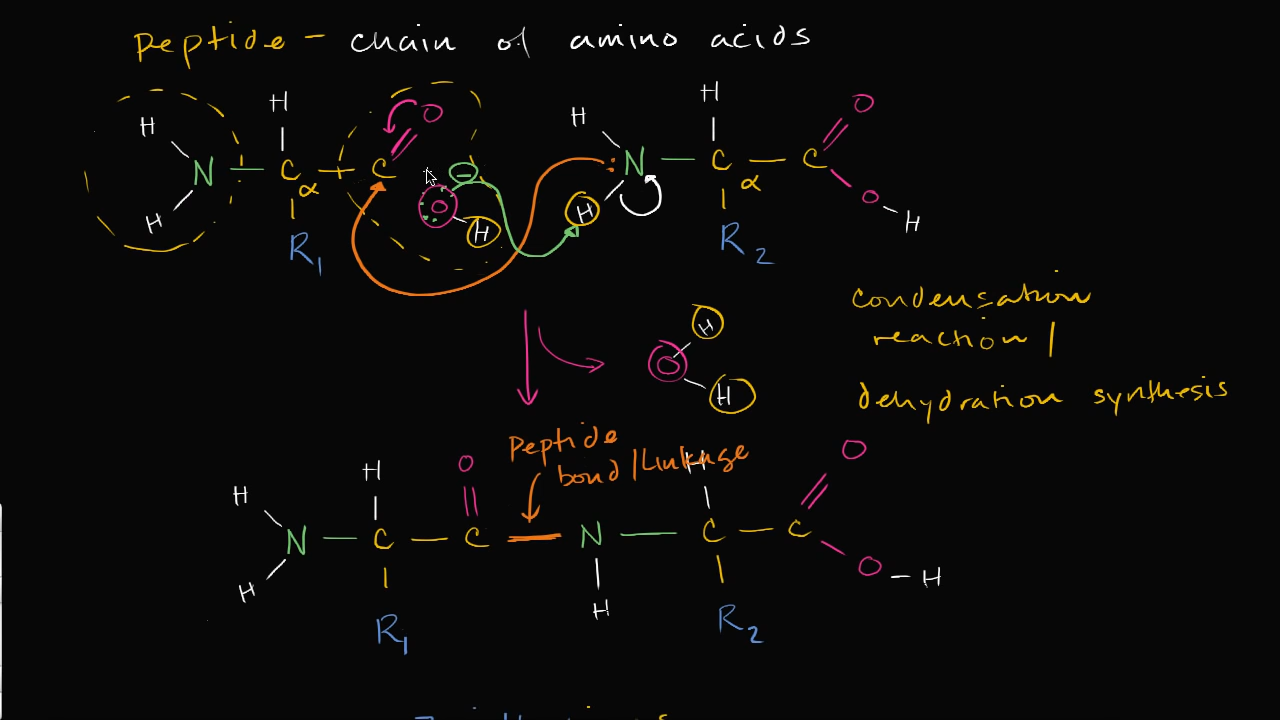 Peptide - chain of amino acids
H H O H H O
H N C α C − O H H N C α C O H
H R1 R2
condensation
reaction /
dehydration synthesis
H
O
H
Peptide
bond/Linkage
H H O H O
N C C N C C
H R1 H R2 O - H